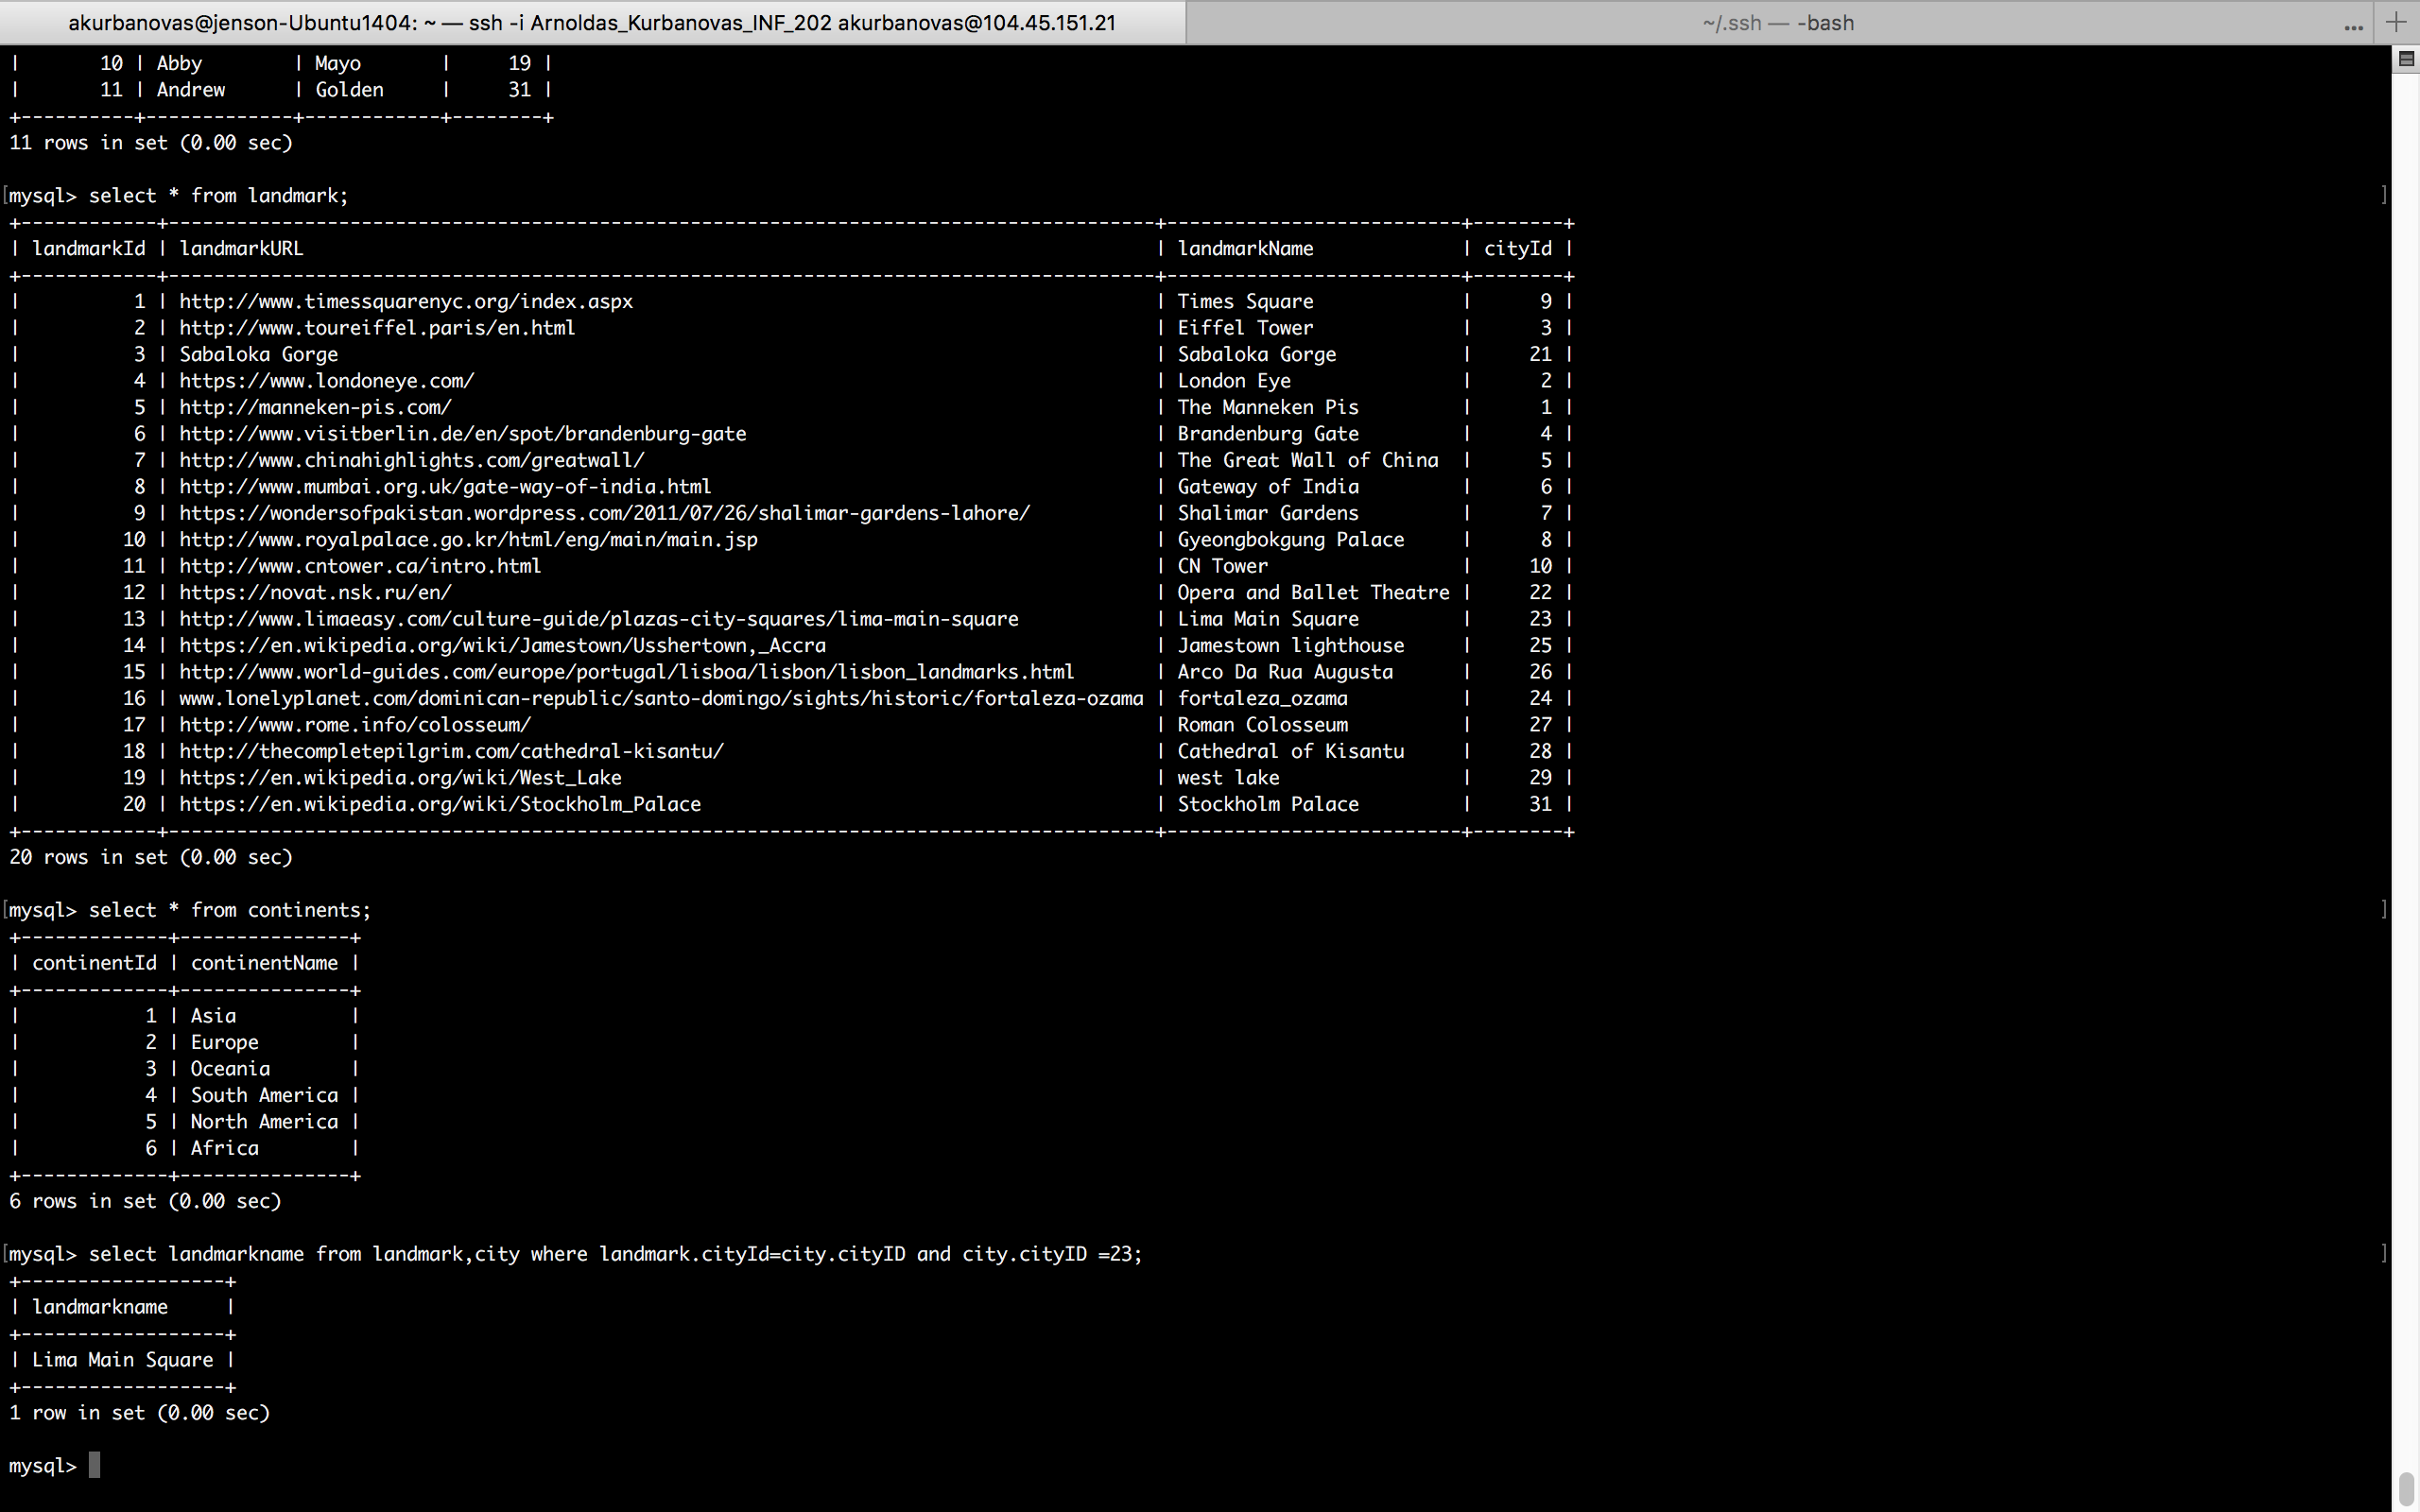 akurbanovas@jenson-Ubuntu1404: ~ — ssh -i Arnoldas_Kurbanovas_INF_202 akurbanovas@104.45.151.21
~/.ssh — -bash
... +
|       10 | Abby        | Mayo       |     19 |
|       11 | Andrew      | Golden     |     31 |
+----------+-------------+------------+--------+
11 rows in set (0.00 sec)
[mysql> select * from landmark; ]
+------------+---------------------------------------------------------------------------------------+--------------------------+--------+
| landmarkId | landmarkURL                                                                           | landmarkName             | cityId |
+------------+---------------------------------------------------------------------------------------+--------------------------+--------+
|          1 | http://www.timessquarenyc.org/index.aspx                                              | Times Square             |      9 |
|          2 | http://www.toureiffel.paris/en.html                                                   | Eiffel Tower             |      3 |
|          3 | Sabaloka Gorge                                                                        | Sabaloka Gorge           |     21 |
|          4 | https://www.londoneye.com/                                                            | London Eye               |      2 |
|          5 | http://manneken-pis.com/                                                              | The Manneken Pis         |      1 |
|          6 | http://www.visitberlin.de/en/spot/brandenburg-gate                                    | Brandenburg Gate         |      4 |
|          7 | http://www.chinahighlights.com/greatwall/                                             | The Great Wall of China  |      5 |
|          8 | http://www.mumbai.org.uk/gate-way-of-india.html                                       | Gateway of India         |      6 |
|          9 | https://wondersofpakistan.wordpress.com/2011/07/26/shalimar-gardens-lahore/           | Shalimar Gardens         |      7 |
|         10 | http://www.royalpalace.go.kr/html/eng/main/main.jsp                                   | Gyeongbokgung Palace     |      8 |
|         11 | http://www.cntower.ca/intro.html                                                      | CN Tower                 |     10 |
|         12 | https://novat.nsk.ru/en/                                                              | Opera and Ballet Theatre |     22 |
|         13 | http://www.limaeasy.com/culture-guide/plazas-city-squares/lima-main-square            | Lima Main Square         |     23 |
|         14 | https://en.wikipedia.org/wiki/Jamestown/Usshertown,_Accra                             | Jamestown lighthouse     |     25 |
|         15 | http://www.world-guides.com/europe/portugal/lisboa/lisbon/lisbon_landmarks.html       | Arco Da Rua Augusta      |     26 |
|         16 | www.lonelyplanet.com/dominican-republic/santo-domingo/sights/historic/fortaleza-ozama | fortaleza_ozama          |     24 |
|         17 | http://www.rome.info/colosseum/                                                       | Roman Colosseum          |     27 |
|         18 | http://thecompletepilgrim.com/cathedral-kisantu/                                      | Cathedral of Kisantu     |     28 |
|         19 | https://en.wikipedia.org/wiki/West_Lake                                               | west lake                |     29 |
|         20 | https://en.wikipedia.org/wiki/Stockholm_Palace                                        | Stockholm Palace         |     31 |
+------------+---------------------------------------------------------------------------------------+--------------------------+--------+
20 rows in set (0.00 sec)
[mysql> select * from continents; ]
+-------------+---------------+
| continentId | continentName |
+-------------+---------------+
|           1 | Asia          |
|           2 | Europe        |
|           3 | Oceania       |
|           4 | South America |
|           5 | North America |
|           6 | Africa        |
+-------------+---------------+
6 rows in set (0.00 sec)
[mysql> select landmarkname from landmark,city where landmark.cityId=city.cityID and city.cityID =23; ]
+------------------+
| landmarkname     |
+------------------+
| Lima Main Square |
+------------------+
1 row in set (0.00 sec)
mysql>